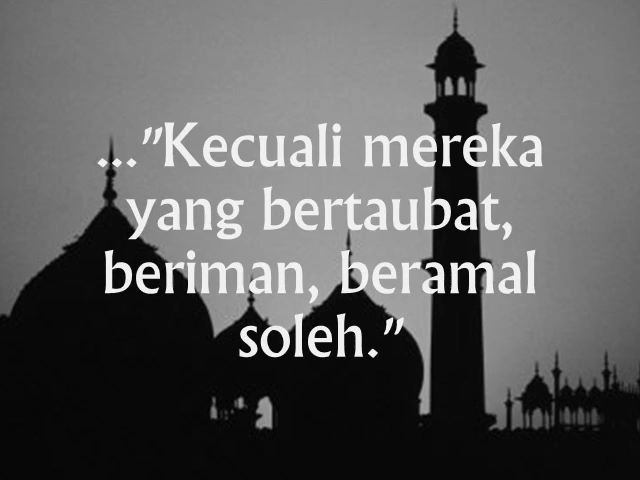 ..."Kecuali mereka
yang bertaubat,
beriman, beramal
soleh."